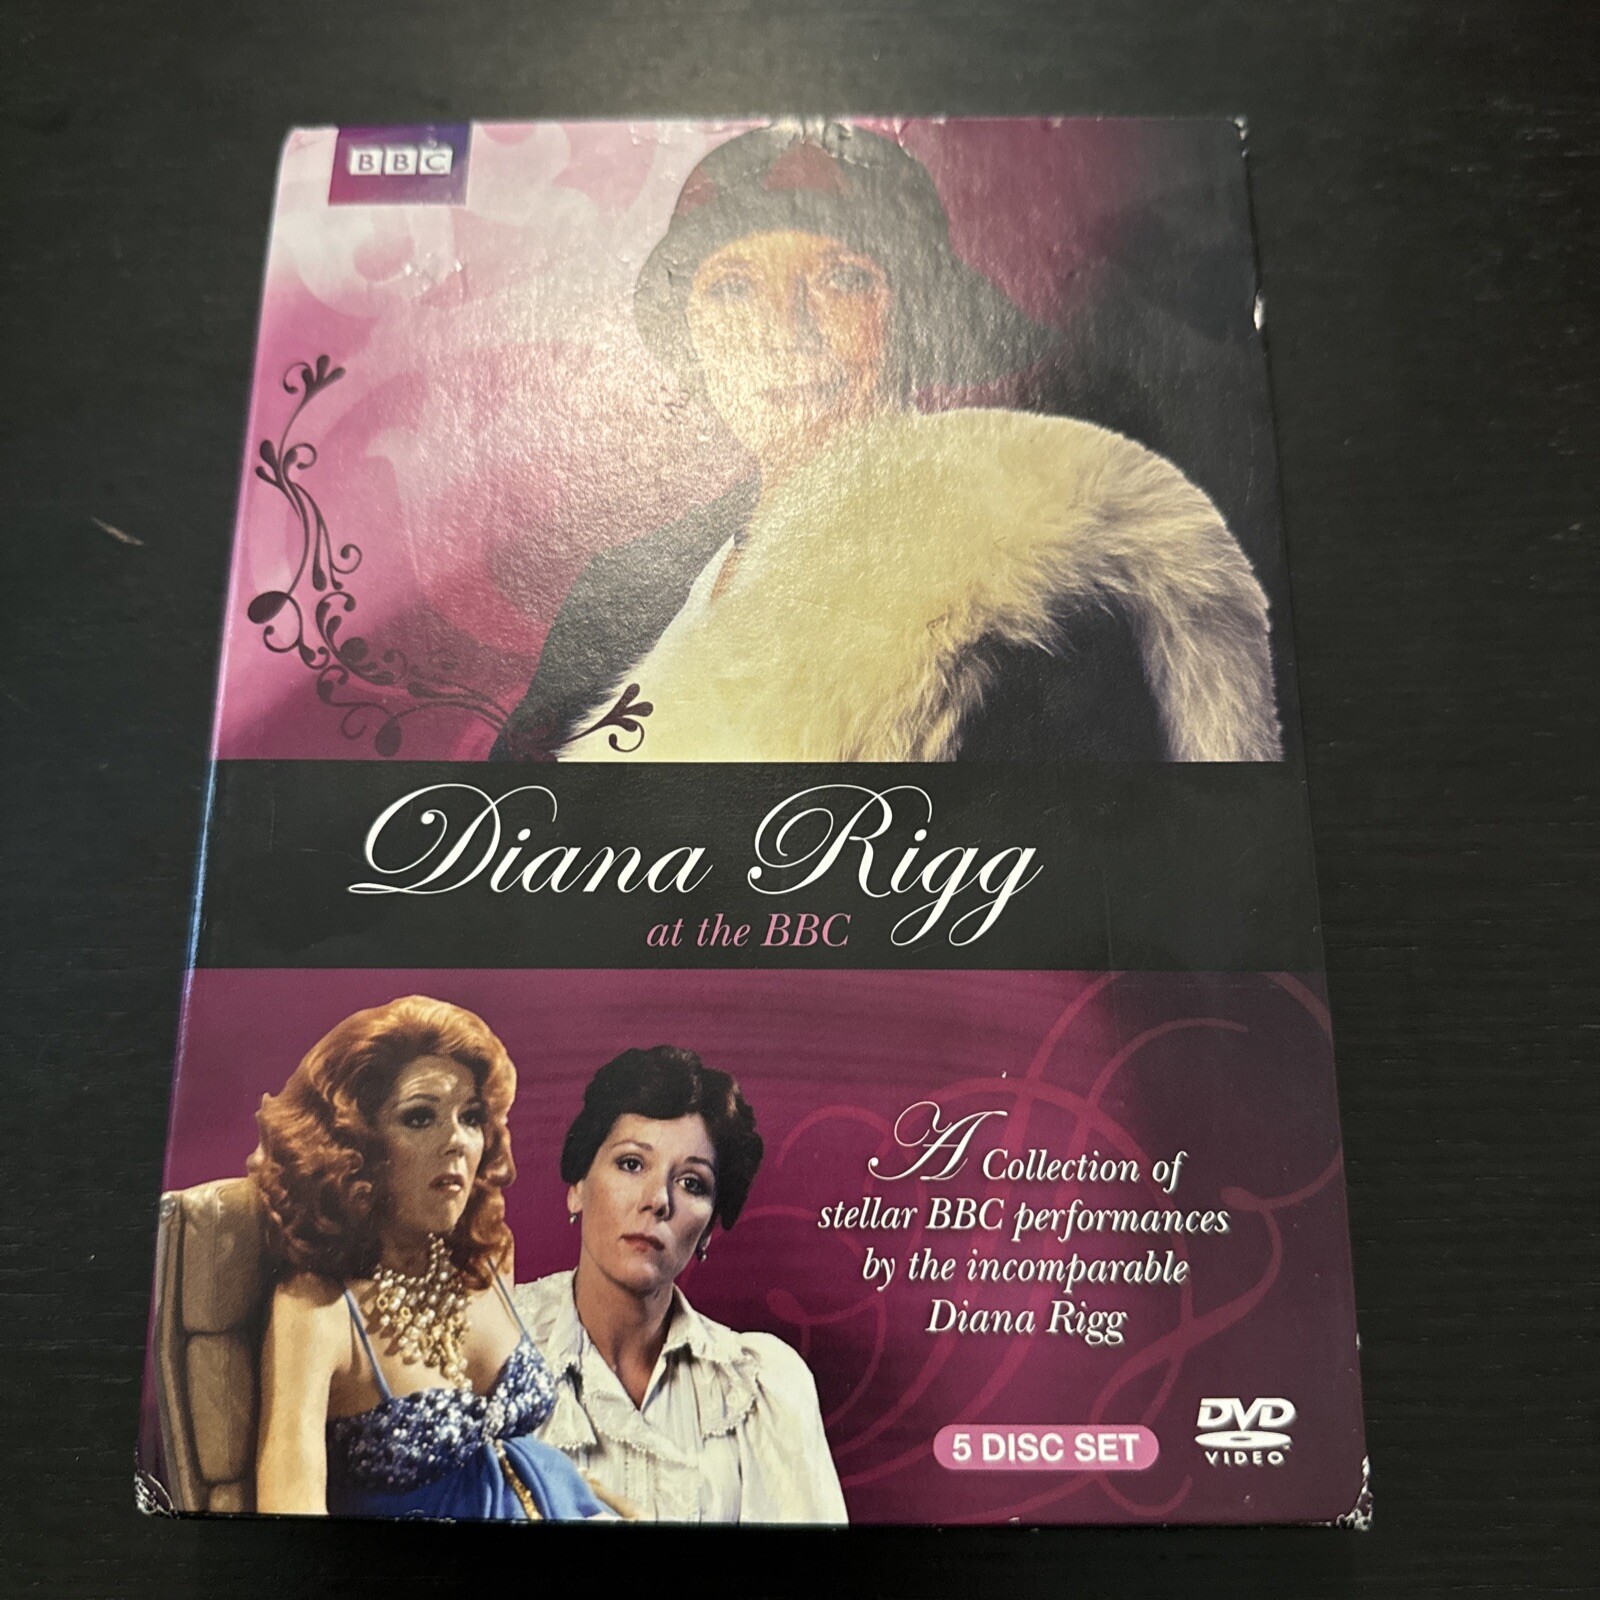 BBC
Diana Rigg
at the BBC
A Collection of
stellar BBC performances
by the incomparable
Diana Rigg
5 DISC SET
DVD
VIDEO